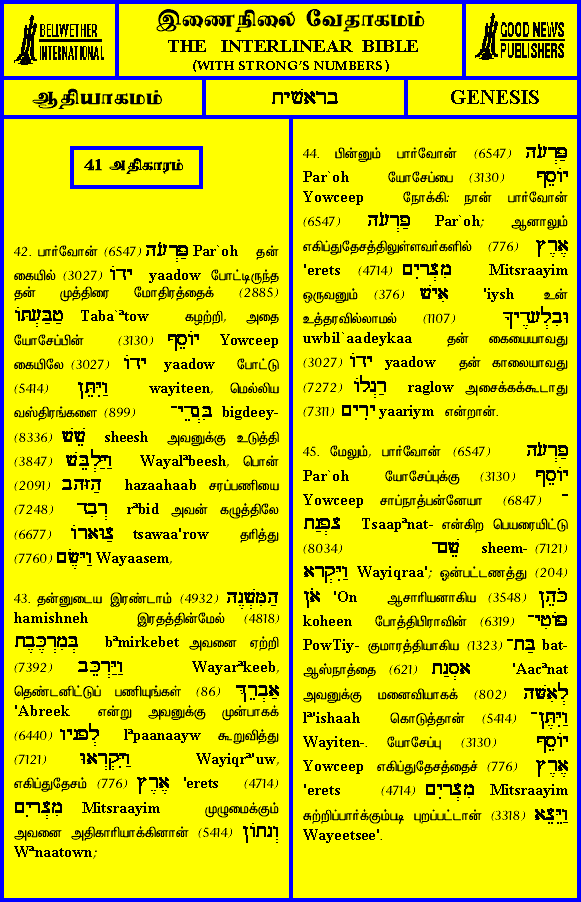 BELLWETHER
INTERNATIONAL
இணைநிலை வேதாகமம்
THE INTERLINEAR BIBLE
(WITH STRONG'S NUMBERS)
GOOD NEWS
PUBLISHERS
ஆதியாகமம்
בראשית
GENESIS
41 அதிகாரம்
42. பார்வோன் (6547) פַּרְעֹה Par`oh தன்
கையில் (3027) יָדוֹ yaadow போட்டிருந்த
தன் முத்திரை மோதிரத்தைக் (2885)
טַבַּעְתּוֹ Taba`ªtow கழற்றி, அதை
யோசேப்பின் (3130) יוֹסֵף Yowceep
கையிலே (3027) יָדוֹ yaadow போட்டு
(5414) וַיִּתֵּן wayiteen, மெல்லிய
வஸ்திரங்களை (899) בִּגְדֵי־ bigdeey-
(8336) שֵׁשׁ sheesh அவனுக்கு உடுத்தி
(3847) וַיַּלְבֵּשׁ Wayalªbeesh, பொன்
(2091) הַזָּהָב hazaahaab சரப்பணியை
(7248) רְבִד rªbid அவன் கழுத்திலே
(6677) צַוָּארוֹ tsawaa'row தரித்து
(7760) וַיָּשֶׂם Wayaasem,
43. தன்னுடைய இரண்டாம் (4932) הַמִּשְׁנֶה
hamishneh இரதத்தின்மேல் (4818)
בְּמִרְכֶּבֶת bªmirkebet அவனை ஏற்றி
(7392) וַיַּרְכֵּב Wayarªkeeb,
தெண்டனிட்டுப் பணியுங்கள் (86) אַבְרֵךְ
'Abreek என்று அவனுக்கு முன்பாகக்
(6440) לְפָנָיו lªpaanaayw கூறுவித்து
(7121) וַיִּקְרְאוּ Wayiqrª'uw,
எகிப்துதேசம் (776) אֶרֶץ 'erets (4714)
מִצְרָיִם Mitsraayim முழுமைக்கும்
அவனை அதிகாரியாக்கினான் (5414) וְנָתוֹן
Wªnaatown;
44. பின்னும் பார்வோன் (6547) פַּרְעֹה
Par`oh யோசேப்பை (3130) יוֹסֵף
Yowceep நோக்கி: நான் பார்வோன்
(6547) פַרְעֹה Par`oh; ஆனாலும்
எகிப்துதேசத்திலுள்ளவர்களில் (776) אֶרֶץ
'erets (4714) מִצְרָיִם Mitsraayim
ஒருவனும் (376) אִישׁ 'iysh உன்
உத்தரவில்லாமல் (1107) וּבִלְעָדֶיךָ
uwbil`aadeykaa தன் கையையாவது
(3027) יָדוֹ yaadow தன் காலையாவது
(7272) רַגְלוֹ raglow அசைக்கக்கூடாது
(7311) יָרִים yaariym என்றான்.
45. மேலும், பார்வோன் (6547) פַּרְעֹה
Par`oh யோசேப்புக்கு (3130) יוֹסֵף
Yowceep சாப்நாத்பன்னேயா (6847) ־
צָפְנַת Tsaapªnat- என்கிற பெயரையிட்டு
(8034) שֵׁם־ sheem- (7121)
וַיִּקְרָא Wayiqraa'; ஒன்பட்டணத்து (204)
אֹן 'On ஆசாரியனாகிய (3548) כֹּהֵן
koheen போத்திபிராவின் (6319) פּוֹטִי־
PowTiy- குமாரத்தியாகிய (1323) בַּת־ bat-
ஆஸ்நாத்தை (621) אָסְנַת 'Aacªnat
அவனுக்கு மனைவியாகக் (802) לְאִשָּׁה
lª'ishaah கொடுத்தான் (5414) וַיִּתֶּן־
Wayiten-. யோசேப்பு (3130) יוֹסֵף
Yowceep எகிப்துதேசத்தைச் (776) אֶרֶץ
'erets (4714) מִצְרָיִם Mitsraayim
சுற்றிப்பார்க்கும்படி புறப்பட்டான் (3318) וַיֵּצֵא
Wayeetsee'.